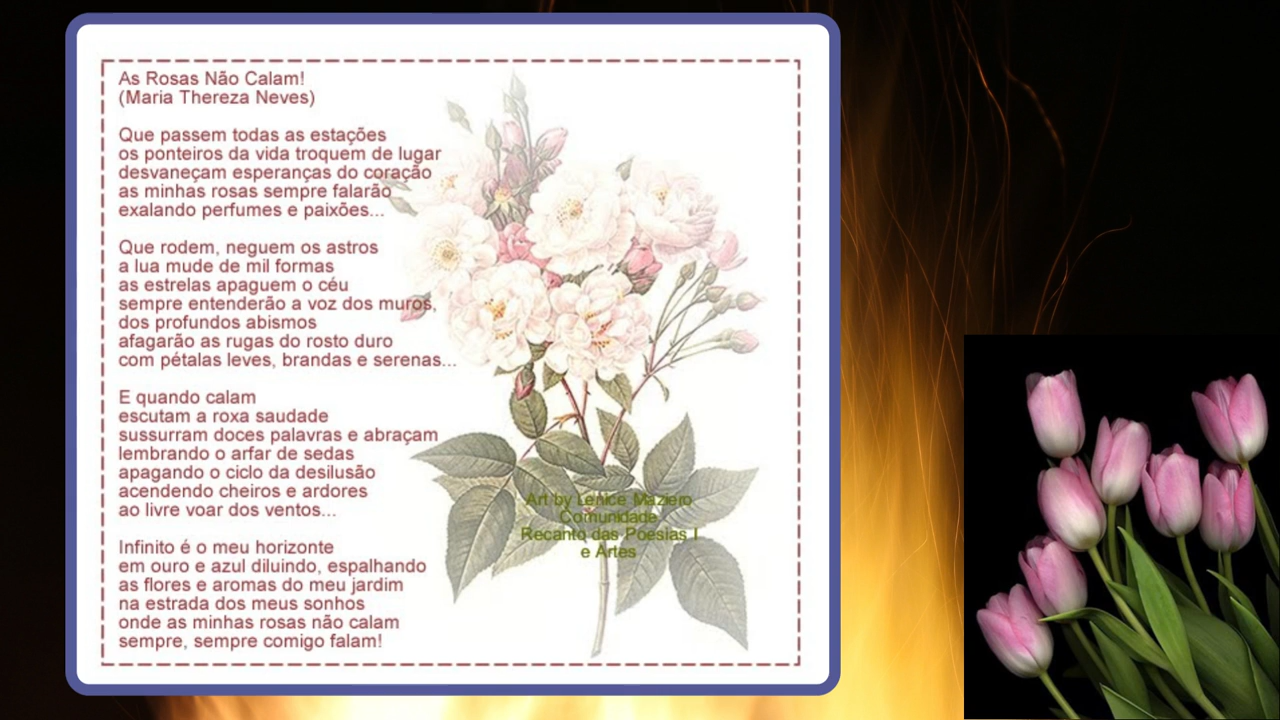 As Rosas Não Calam!
(Maria Thereza Neves)
Que passem todas as estações
os ponteiros da vida troquem de lugar
desvaneçam esperanças do coração
as minhas rosas sempre falarão
exalando perfumes e paixões...
Que rodem, neguem os astros
a lua mude de mil formas
as estrelas apaguem o céu
sempre entenderão a voz dos muros,
dos profundos abismos
afagarão as rugas do rosto duro
com pétalas leves, brandas e serenas...
E quando calam
escutam a roxa saudade
sussurram doces palavras e abraçam
lembrando o arfar de sedas
apagando o ciclo da desilusão
acendendo cheiros e ardores
ao livre voar dos ventos...
Infinito é o meu horizonte
em ouro e azul diluindo, espalhando
as flores e aromas do meu jardim
na estrada dos meus sonhos
onde as minhas rosas não calam
sempre, sempre comigo falam!
Art by Lenice Maziero
Comunidade
Recanto das Poesias I
e Artes